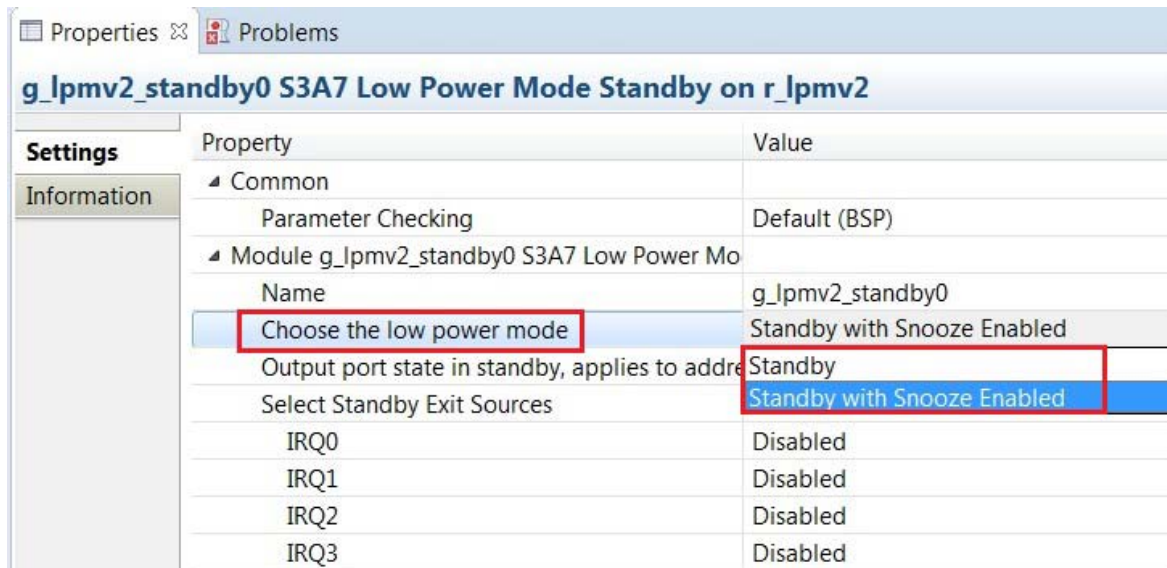 Properties Problems
g_lpmv2_standby0 S3A7 Low Power Mode Standby on r_lpmv2
Settings
Information
Property Value
Common
Parameter Checking Default (BSP)
Module g_lpmv2_standby0 S3A7 Low Power Mo
Name g_lpmv2_standby0
Choose the low power mode Standby with Snooze Enabled
Output port state in standby, applies to addre Standby
Select Standby Exit Sources Standby with Snooze Enabled
IRQ0 Disabled
IRQ1 Disabled
IRQ2 Disabled
IRQ3 Disabled